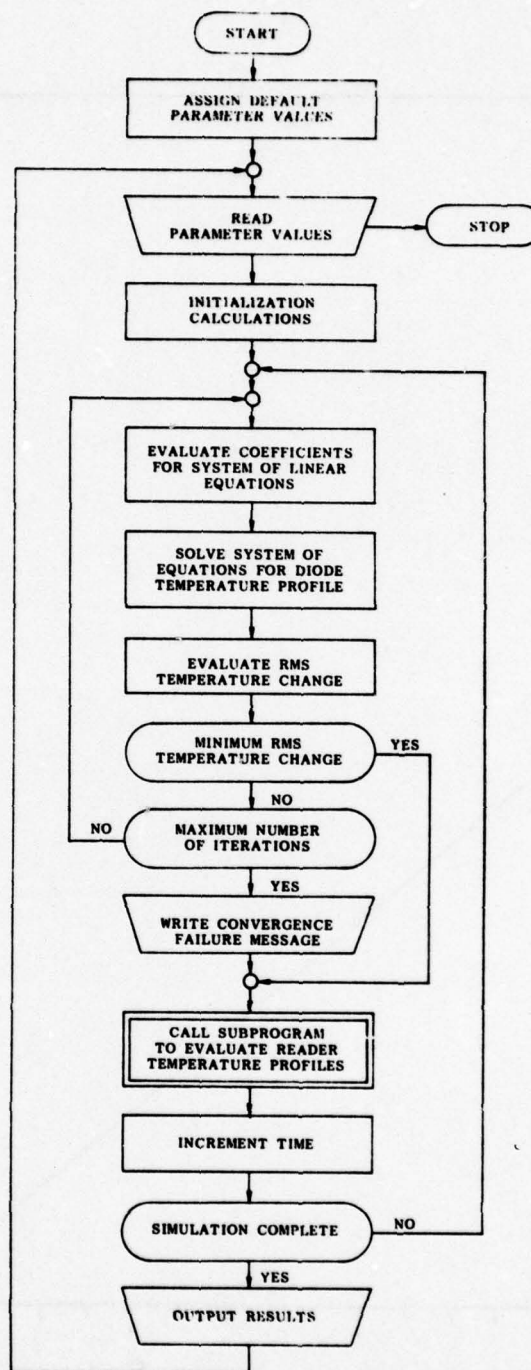 START
ASSIGN DEFAULT
PARAMETER VALUES
READ
PARAMETER VALUES
STOP
INITIALIZATION
CALCULATIONS
EVALUATE COEFFICIENTS
FOR SYSTEM OF LINEAR
EQUATIONS
SOLVE SYSTEM OF
EQUATIONS FOR DIODE
TEMPERATURE PROFILE
EVALUATE RMS
TEMPERATURE CHANGE
MINIMUM RMS
TEMPERATURE CHANGE
YES
NO
NO
MAXIMUM NUMBER
OF ITERATIONS
YES
WRITE CONVERGENCE
FAILURE MESSAGE
CALL SUBPROGRAM
TO EVALUATE READER
TEMPERATURE PROFILES
INCREMENT TIME
SIMULATION COMPLETE
NO
YES
OUTPUT RESULTS